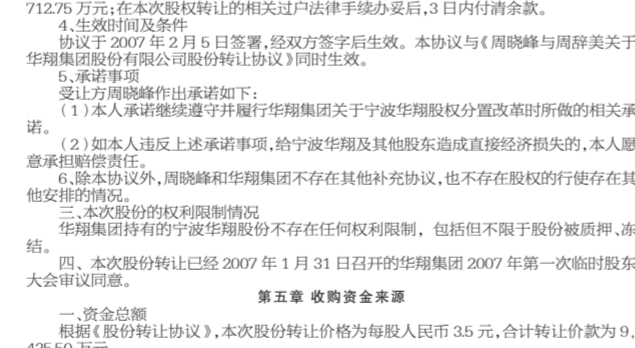 712.75 万元；在本次股权转让的相关过户法律手续办妥后，3 日内付清余款。
4、生效时间及条件
协议于 2007 年 2 月 5 日签署，经双方签字后生效。本协议与《周晓峰与周辞美关于
华翔集团股份有限公司股份转让协议》同时生效。
5、承诺事项
受让方周晓峰作出承诺如下：
（1）本人承诺继续遵守并履行华翔集团关于宁波华翔股权分置改革时所做的相关承
诺。
（2）如本人违反上述承诺事项，给宁波华翔及其他股东造成直接经济损失的，本人愿
意承担赔偿责任。
6、除本协议外，周晓峰和华翔集团不存在其他补充协议，也不存在股权的行使存在其
他安排的情况。
三、本次股份的权利限制情况
华翔集团持有的宁波华翔股份不存在任何权利限制，包括但不限于股份被质押、冻
结。
四、本次股份转让已经 2007 年 1 月 31 日召开的华翔集团 2007 年第一次临时股东
大会审议同意。
第五章 收购资金来源
一、资金总额
根据《股份转让协议》，本次股份转让价格为每股人民币 3.5 元，合计转让价款为 9，
425.50 万元